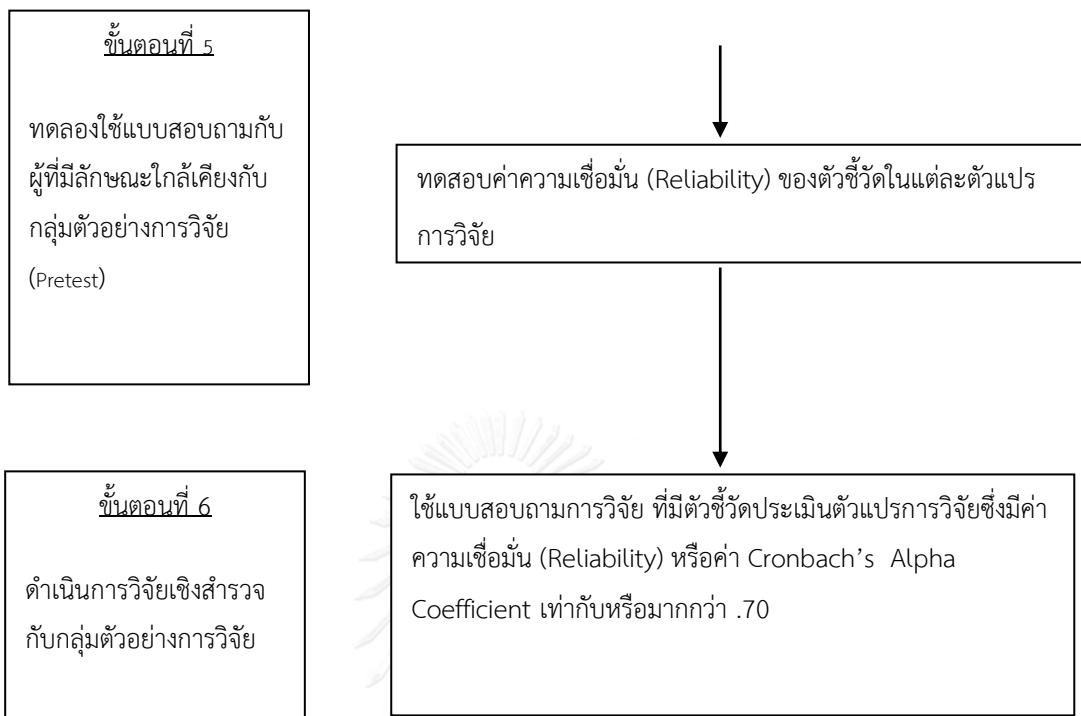 ขั้นตอนที่ 5
ทดลองใช้แบบสอบถามกับ
ผู้ที่มีลักษณะใกล้เคียงกับ
กลุ่มตัวอย่างการวิจัย
(Pretest)
ทดสอบค่าความเชื่อมั่น (Reliability) ของตัวชี้วัดในแต่ละตัวแปร
การวิจัย
ขั้นตอนที่ 6
ดำเนินการวิจัยเชิงสำรวจ
กับกลุ่มตัวอย่างการวิจัย
ใช้แบบสอบถามการวิจัย ที่มีตัวชี้วัดประเมินตัวแปรการวิจัยซึ่งมีค่า
ความเชื่อมั่น (Reliability) หรือค่า Cronbach’s Alpha
Coefficient เท่ากับหรือมากกว่า .70